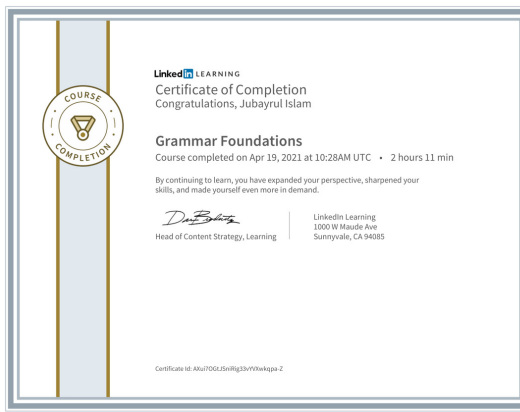 COURSE
COMPLETION
Linked in LEARNING
Certificate of Completion
Congratulations, Jubayrul Islam
Grammar Foundations
Course completed on Apr 19, 2021 at 10:28AM UTC • 2 hours 11 min
By continuing to learn, you have expanded your perspective, sharpened your
skills, and made yourself even more in demand.
Head of Content Strategy, Learning
LinkedIn Learning
1000 W Maude Ave
Sunnyvale, CA 94085
Certificate Id: AXui7OGtJSniRig33vYVXwkqpa-Z